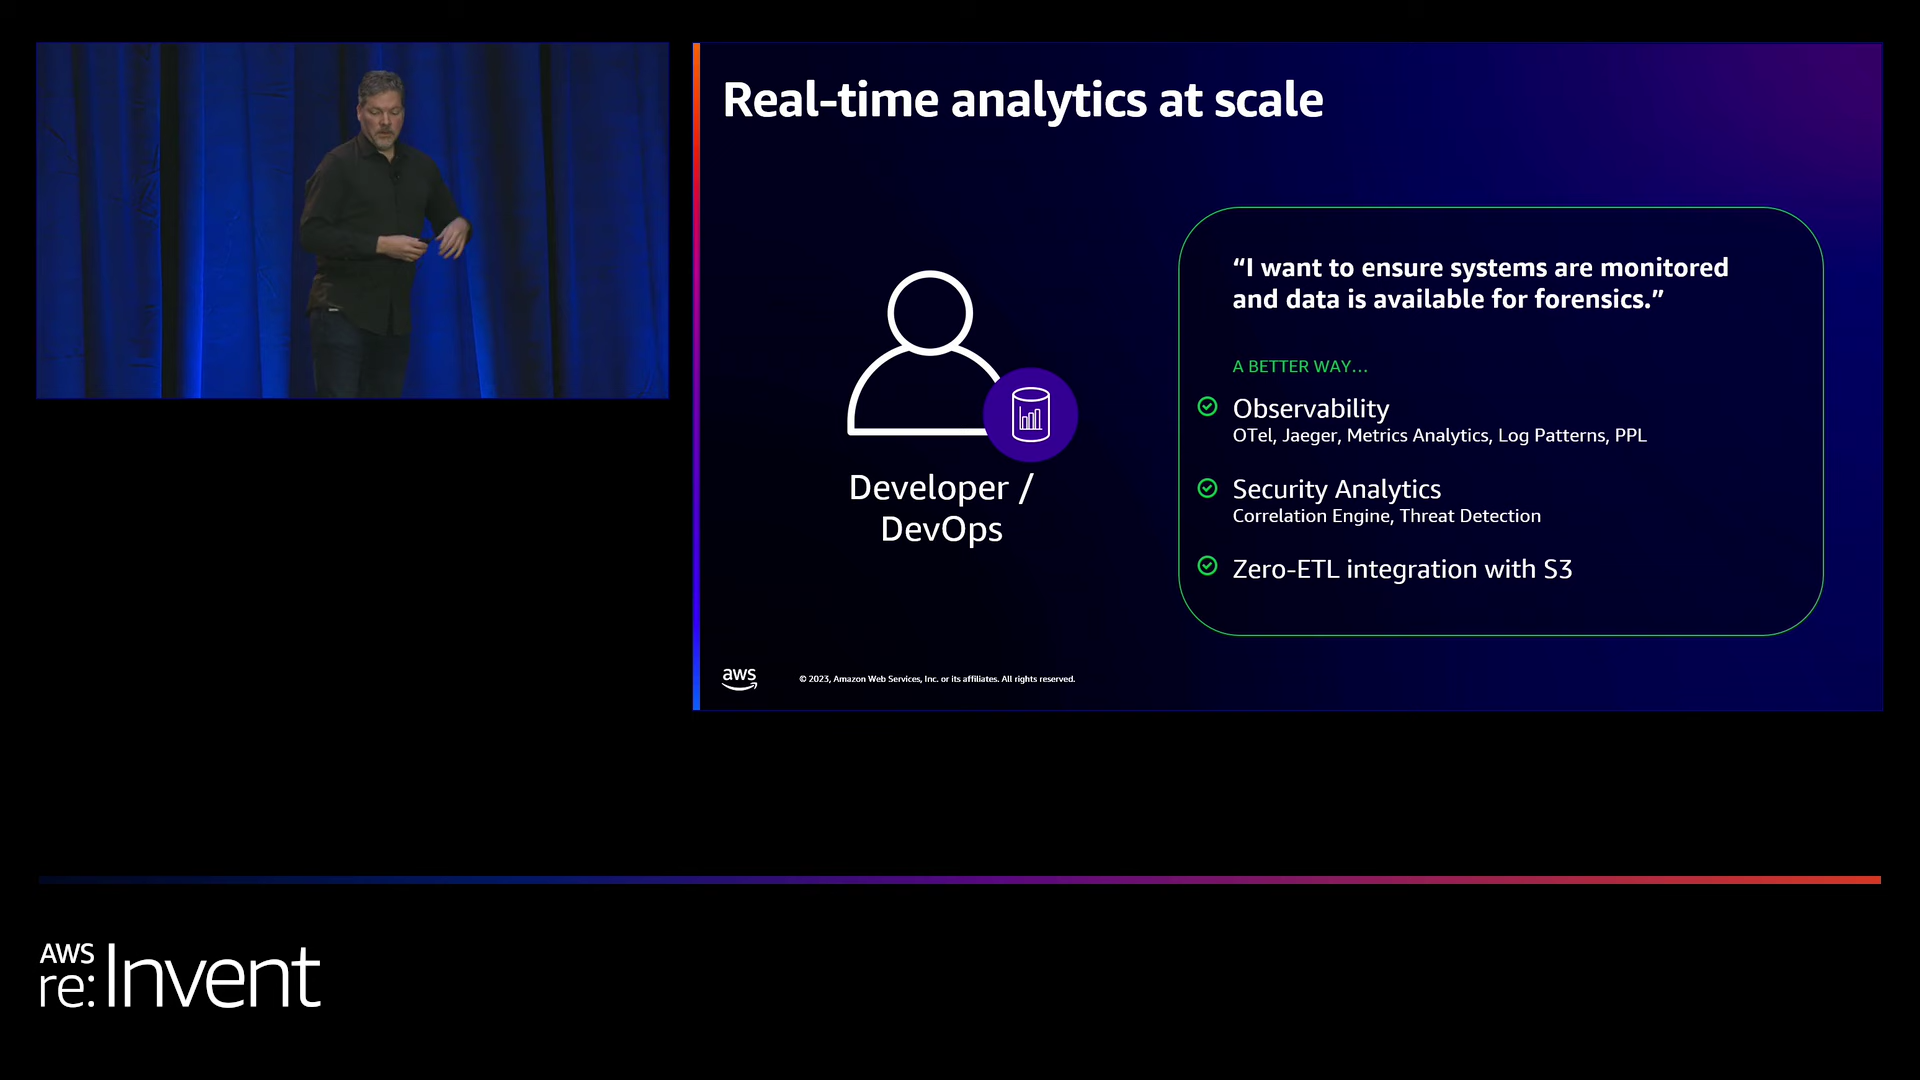 Real-time analytics at scale
Developer /
DevOps
“I want to ensure systems are monitored
and data is available for forensics.”
A BETTER WAY…
Observability
OTel, Jaeger, Metrics Analytics, Log Patterns, PPL
Security Analytics
Correlation Engine, Threat Detection
Zero-ETL integration with S3
aws
© 2023, Amazon Web Services, Inc. or its affiliates. All rights reserved.
AWS
re:Invent